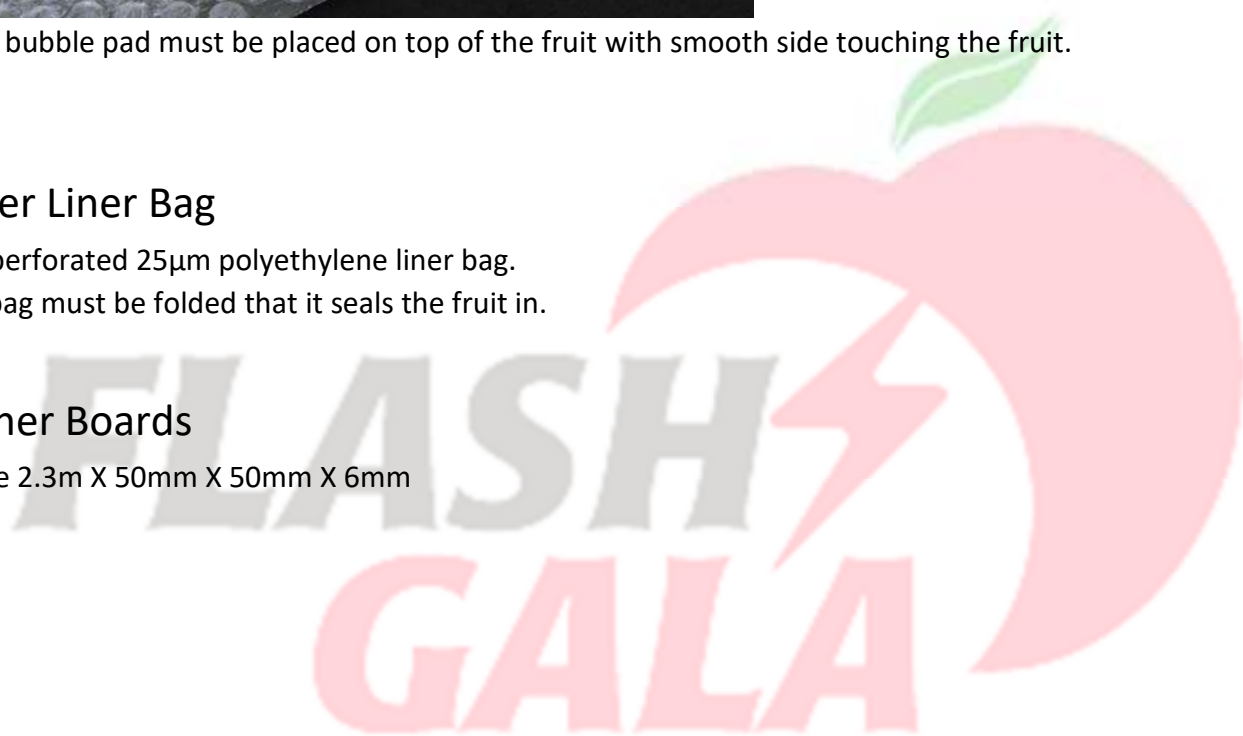 bubble pad must be placed on top of the fruit with smooth side touching the fruit.
er Liner Bag
perforated 25µm polyethylene liner bag.
bag must be folded that it seals the fruit in.
ner Boards
e 2.3m X 50mm X 50mm X 6mm
FLASH
GALA